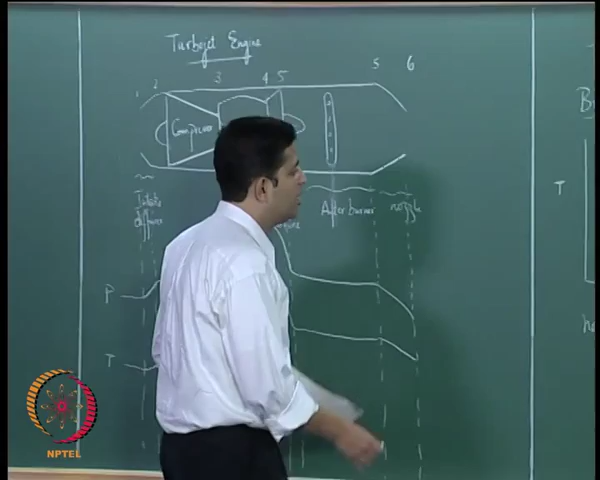 Turbojet Engine
1 2 3 4 5 5 6
Compressor
Intake
diffuser
After burner
nozzle
P
T
T
NPTEL